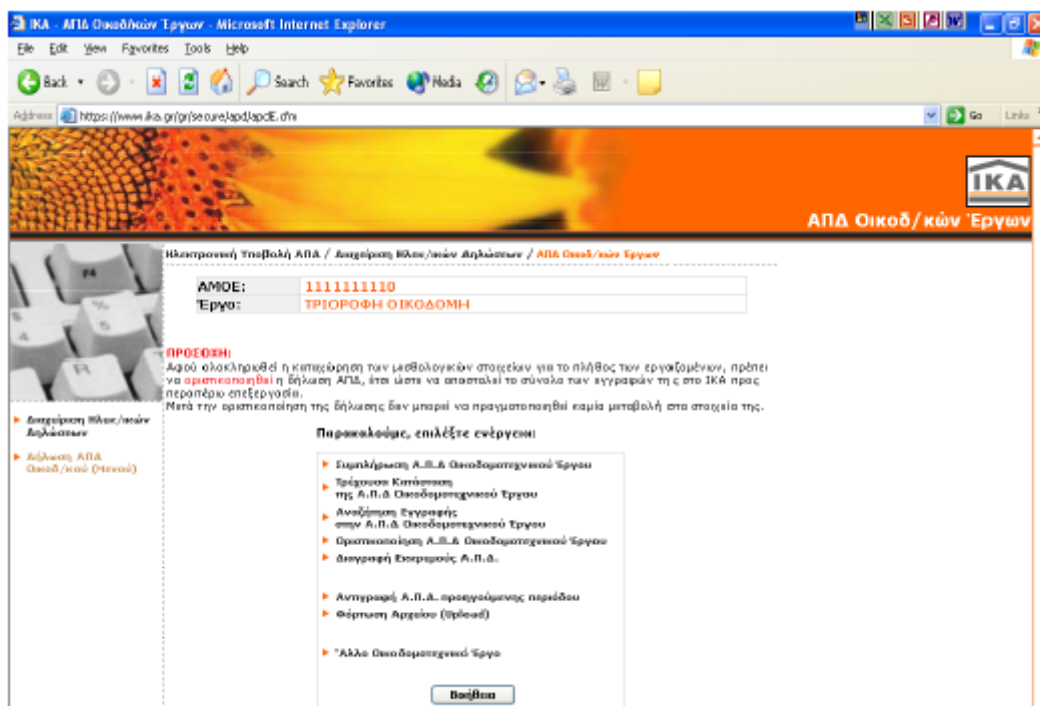 ΙΚΑ - ΑΠΔ Οικοδ/κών Έργων - Microsoft Internet Explorer
File Edit View Favorites Tools Help
Back Search Favorites Media
Address https://www.ika.gr/gr/secure/apd/apdE.cfm Go Links
ΙΚΑ
ΑΠΔ Οικοδ/κών Έργων
Ηλεκτρονική Υποβολή ΑΠΔ / Διαχείριση Ηλεκ/κών Δηλώσεων / ΑΠΔ Οικοδ/κών Έργων
ΑΜΟΕ: 1111111110
Έργο: ΤΡΙΟΡΟΦΗ ΟΙΚΟΔΟΜΗ
ΠΡΟΣΟΧΗ:
Αφού ολοκληρωθεί η καταχώρηση των μισθολογικών στοιχείων για το πλήθος των εργαζομένων, πρέπει
να οριστικοποιηθεί η δήλωση ΑΠΔ, έτσι ώστε να αποσταλεί το σύνολο των εγγραφών της στο ΙΚΑ προς
περαιτέρω επεξεργασία.
Μετά την οριστικοποίηση της δήλωσης δεν μπορεί να πραγματοποιηθεί καμία μεταβολή στα στοιχεία της.
Διαχείριση Ηλεκ/κών
Δηλώσεων
Δήλωση ΑΠΔ
Οικοδ/κού (Μενού)
Παρακαλούμε, επιλέξτε ενέργεια:
Συμπλήρωση Α.Π.Δ Οικοδομοτεχνικού Έργου
Τρέχουσα Κατάσταση
της Α.Π.Δ Οικοδομοτεχνικού Έργου
Αναζήτηση Εγγραφής
στην Α.Π.Δ Οικοδομοτεχνικού Έργου
Οριστικοποίηση Α.Π.Δ Οικοδομοτεχνικού Έργου
Διαγραφή Εκκρεμούς Α.Π.Δ.
Αντιγραφή Α.Π.Δ. προηγούμενης περιόδου
Φόρτωση Αρχείου (Upload)
Άλλο Οικοδομοτεχνικό Έργο
Βοήθεια